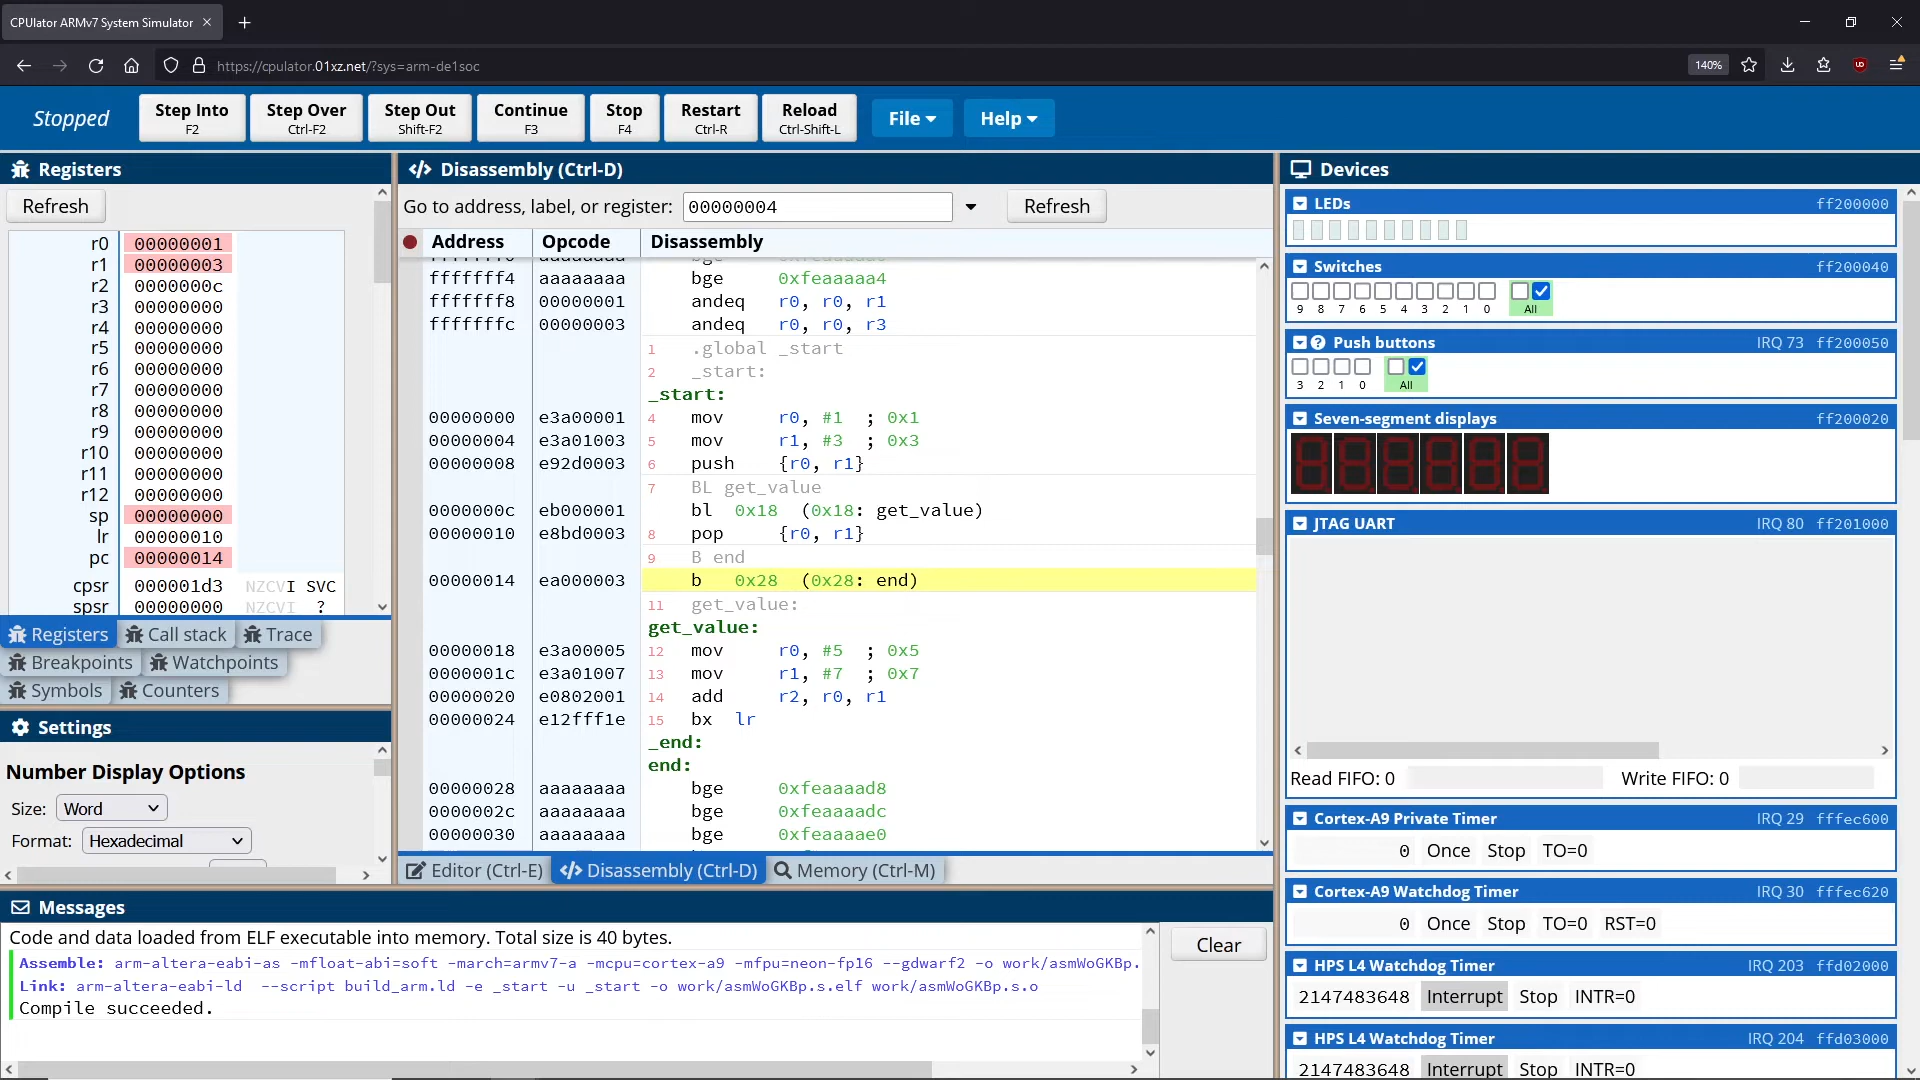 CPUlator ARMv7 System Simulator
https://cpulator.01xz.net/?sys=arm-de1soc
140%
Stopped
Step Into F2
Step Over Ctrl-F2
Step Out Shift-F2
Continue F3
Stop F4
Restart Ctrl-R
Reload Ctrl-Shift-L
File
Help
Registers
Refresh
r0 00000001
r1 00000003
r2 0000000c
r3 00000000
r4 00000000
r5 00000000
r6 00000000
r7 00000000
r8 00000000
r9 00000000
r10 00000000
r11 00000000
r12 00000000
sp 00000000
lr 00000010
pc 00000014
cpsr 000001d3 NZCVI SVC
spsr 00000000 NZCVI ?
Registers Call stack Trace
Breakpoints Watchpoints
Symbols Counters
Settings
Number Display Options
Size: Word
Format: Hexadecimal
Disassembly (Ctrl-D)
Go to address, label, or register: 00000004 Refresh
Address Opcode Disassembly
fffffff4 aaaaaaaa bge 0xfeaaaaa4
fffffff8 00000001 andeq r0, r0, r1
fffffffc 00000003 andeq r0, r0, r3
1 .global _start
2 _start:
_start:
00000000 e3a00001 4 mov r0, #1 ; 0x1
00000004 e3a01003 5 mov r1, #3 ; 0x3
00000008 e92d0003 6 push {r0, r1}
7 BL get_value
0000000c eb000001 bl 0x18 (0x18: get_value)
00000010 e8bd0003 8 pop {r0, r1}
9 B end
00000014 ea000003 b 0x28 (0x28: end)
11 get_value:
get_value:
00000018 e3a00005 12 mov r0, #5 ; 0x5
0000001c e3a01007 13 mov r1, #7 ; 0x7
00000020 e0802001 14 add r2, r0, r1
00000024 e12fff1e 15 bx lr
_end:
end:
00000028 aaaaaaaa bge 0xfeaaaad8
0000002c aaaaaaaa bge 0xfeaaaadc
00000030 aaaaaaaa bge 0xfeaaaae0
Editor (Ctrl-E) Disassembly (Ctrl-D) Memory (Ctrl-M)
Messages
Code and data loaded from ELF executable into memory. Total size is 40 bytes.
Assemble: arm-altera-eabi-as -mfloat-abi=soft -march=armv7-a -mcpu=cortex-a9 -mfpu=neon-fp16 --gdwarf2 -o work/asmWoGKBp.
Link: arm-altera-eabi-ld --script build_arm.ld -e _start -u _start -o work/asmWoGKBp.s.elf work/asmWoGKBp.s.o
Compile succeeded.
Clear
Devices
LEDs ff200000
Switches ff200040
9 8 7 6 5 4 3 2 1 0 All
Push buttons IRQ 73 ff200050
3 2 1 0 All
Seven-segment displays ff200020
JTAG UART IRQ 80 ff201000
Read FIFO: 0 Write FIFO: 0
Cortex-A9 Private Timer IRQ 29 fffec600
0 Once Stop TO=0
Cortex-A9 Watchdog Timer IRQ 30 fffec620
0 Once Stop TO=0 RST=0
HPS L4 Watchdog Timer IRQ 203 ffd02000
2147483648 Interrupt Stop INTR=0
HPS L4 Watchdog Timer IRQ 204 ffd03000
2147483648 Interrupt Stop INTR=0